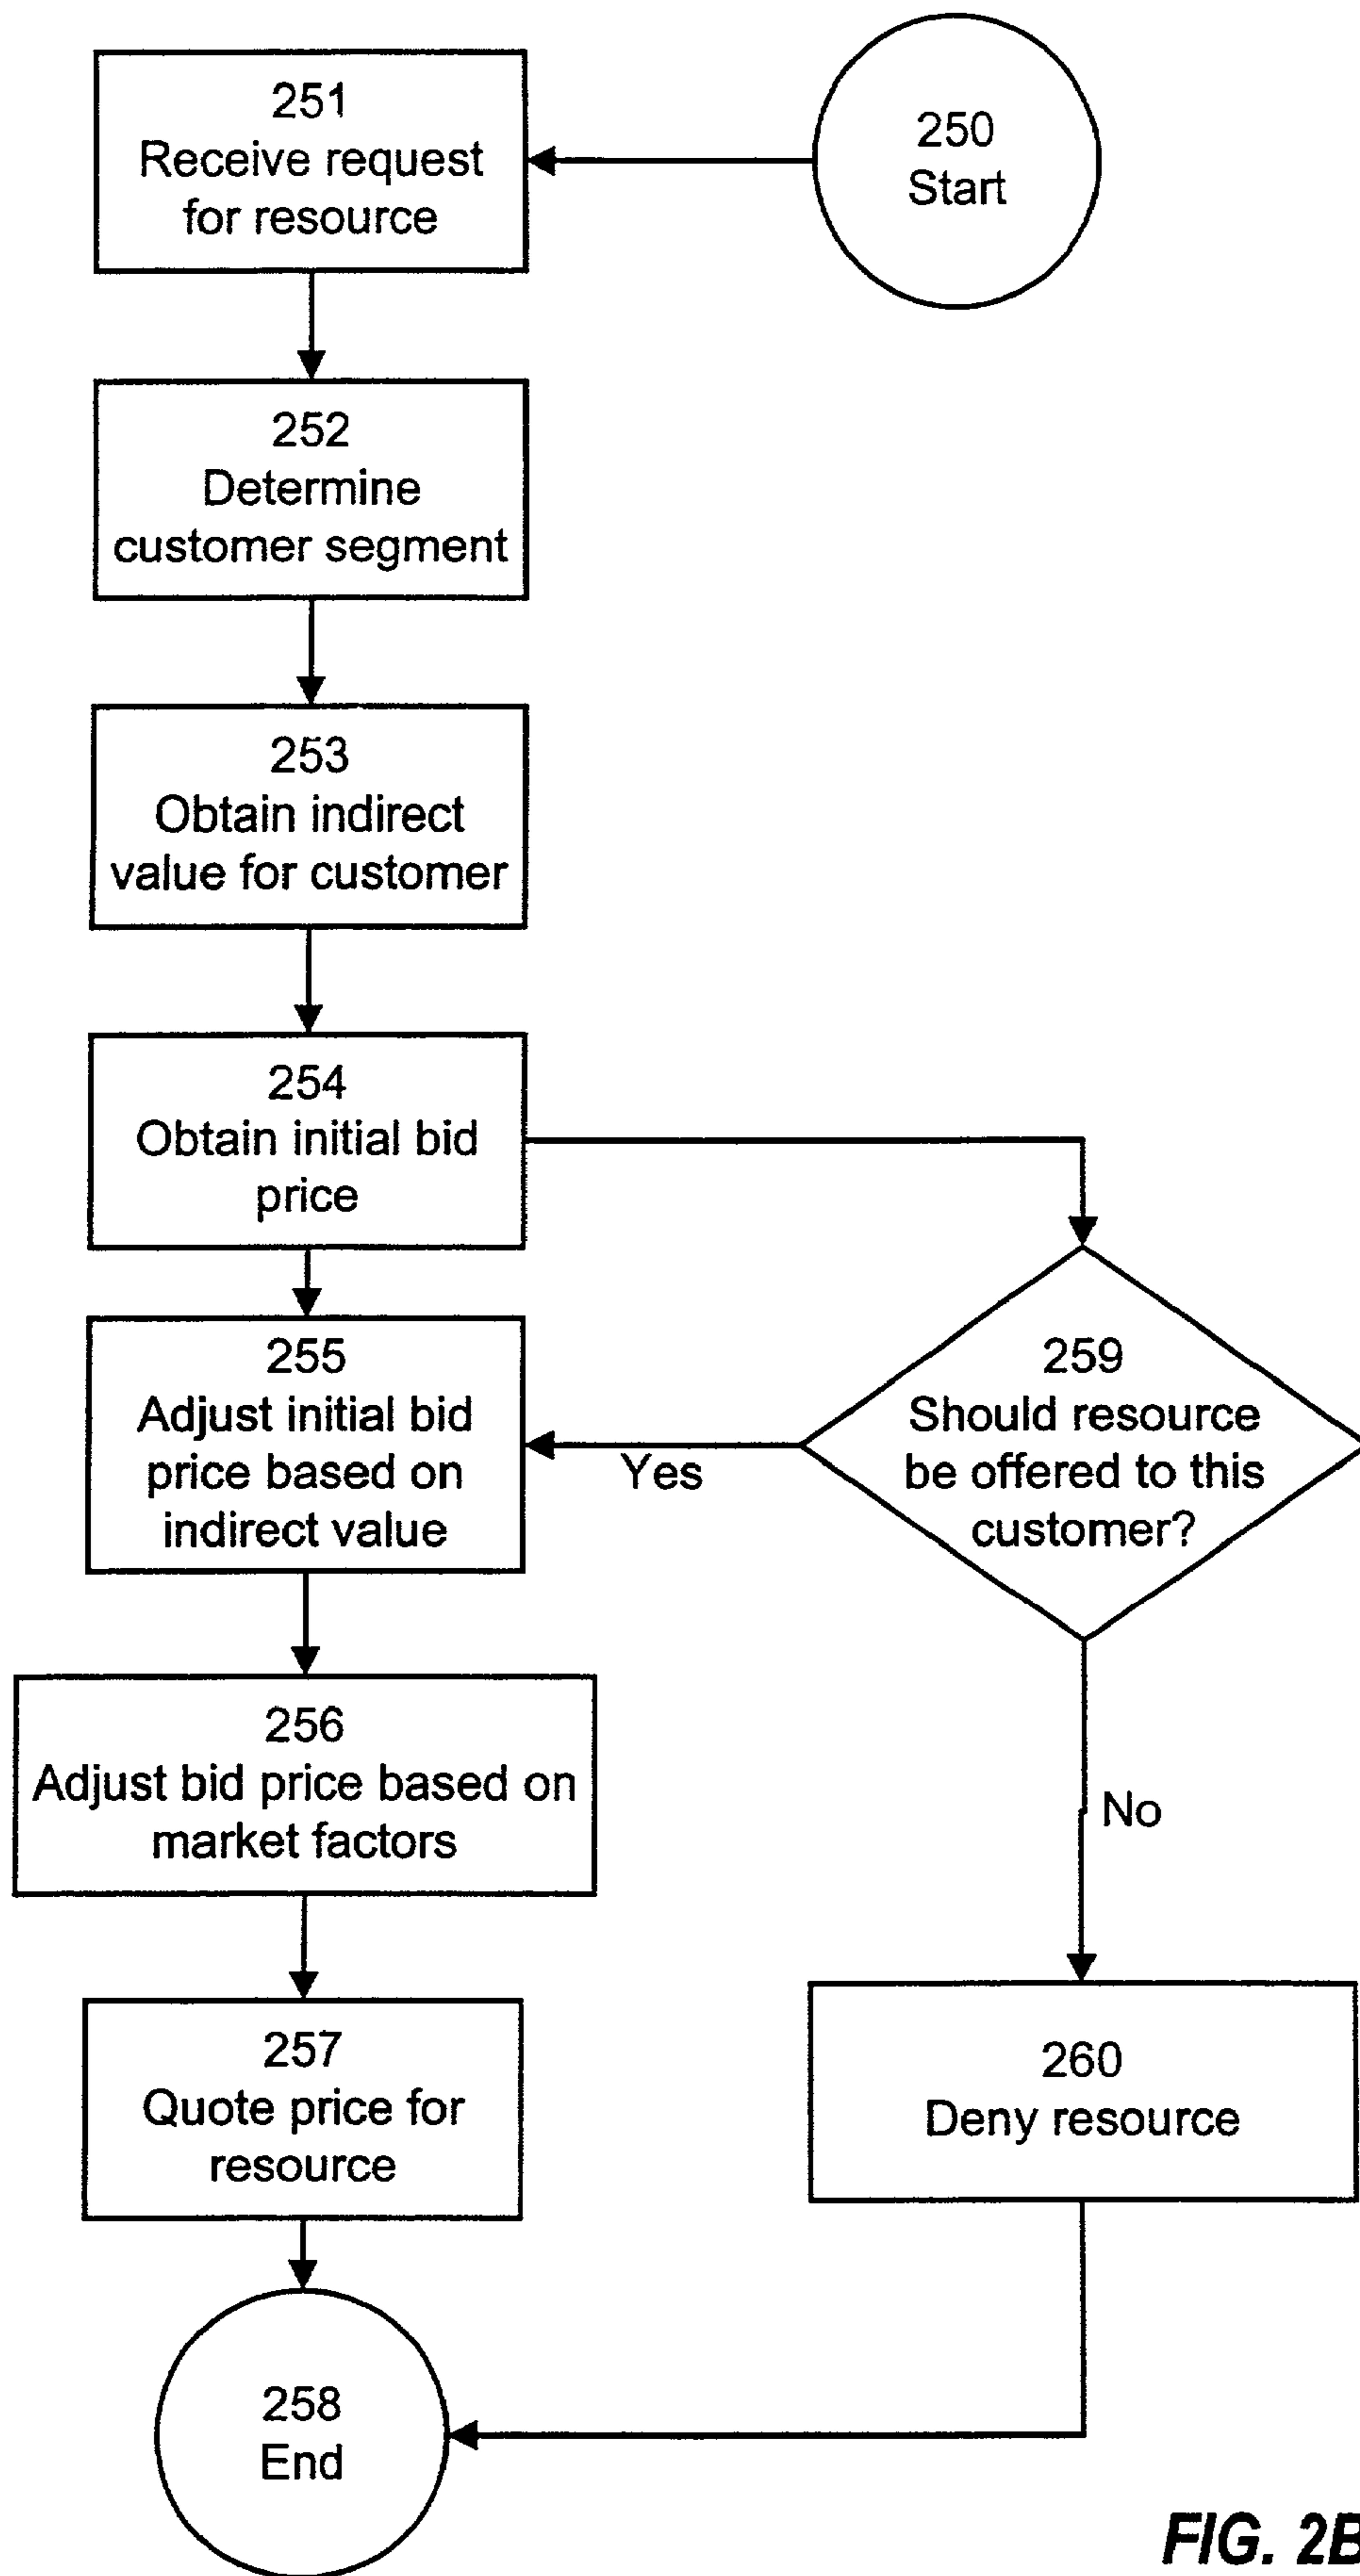 250
Start
251
Receive request
for resource
252
Determine
customer segment
253
Obtain indirect
value for customer
254
Obtain initial bid
price
255
Adjust initial bid
price based on
indirect value
259
Should resource
be offered to this
customer?
Yes
No
256
Adjust bid price based on
market factors
257
Quote price for
resource
260
Deny resource
258
End
FIG. 2B